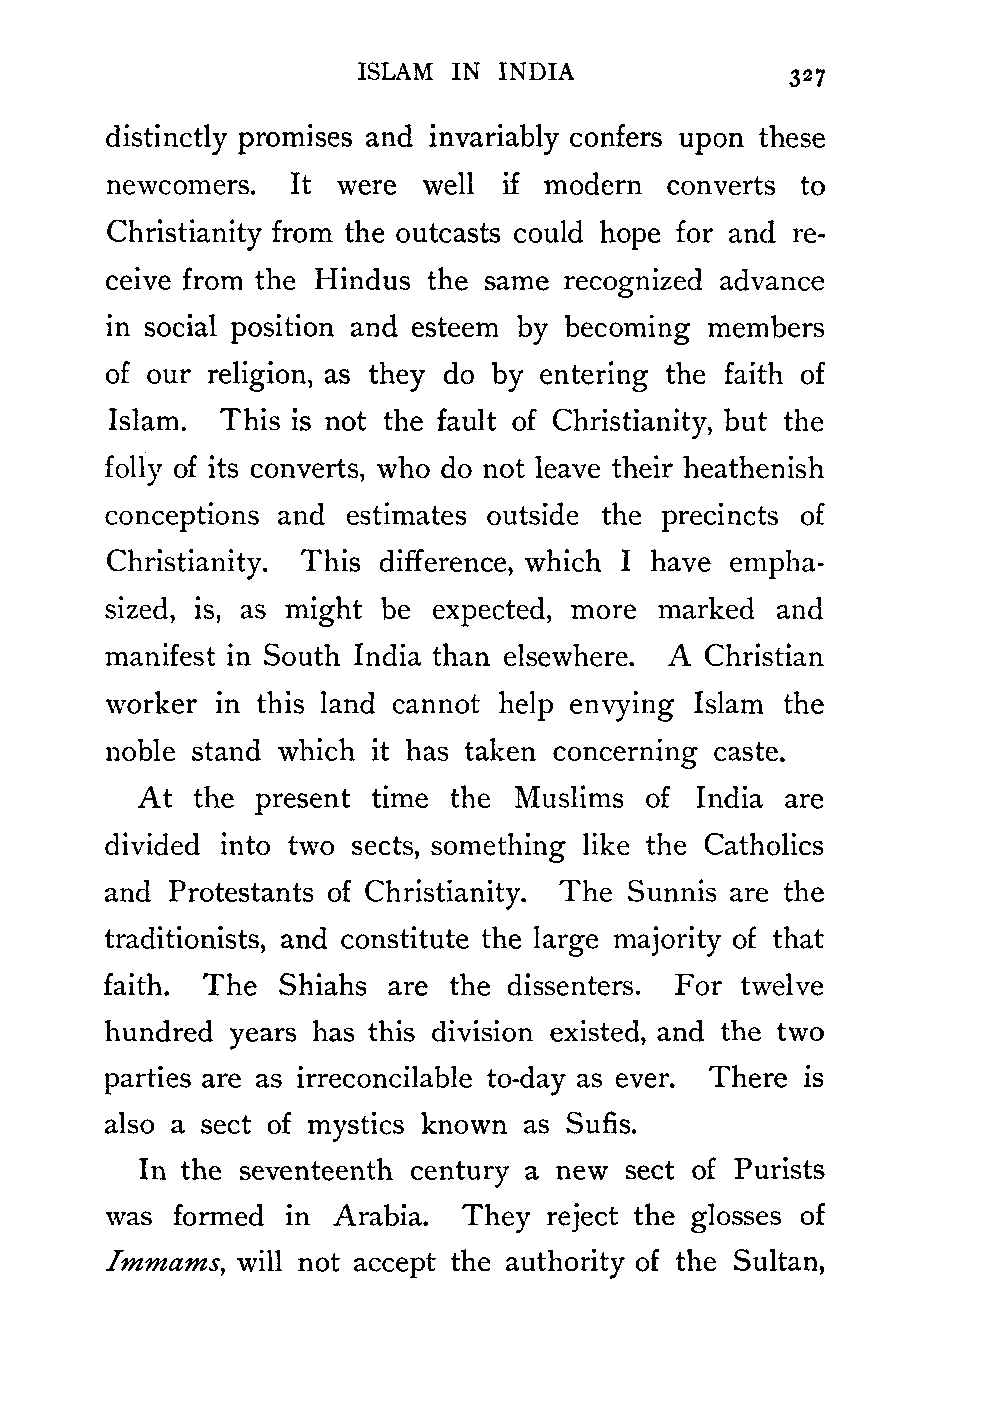 ISLAM IN INDIA 327
distinctly promises and invariably confers upon these
newcomers. It were well if modern converts to
Christianity from the outcasts could hope for and re-
ceive from the Hindus the same recognized advance
in social position and esteem by becoming members
of our religion, as they do by entering the faith of
Islam. This is not the fault of Christianity, but the
folly of its converts, who do not leave their heathenish
conceptions and estimates outside the precincts of
Christianity. This difference, which I have empha-
sized, is, as might be expected, more marked and
manifest in South India than elsewhere. A Christian
worker in this land cannot help envying Islam the
noble stand which it has taken concerning caste.
At the present time the Muslims of India are
divided into two sects, something like the Catholics
and Protestants of Christianity. The Sunnis are the
traditionists, and constitute the large majority of that
faith. The Shiahs are the dissenters. For twelve
hundred years has this division existed, and the two
parties are as irreconcilable to-day as ever. There is
also a sect of mystics known as Sufis.
In the seventeenth century a new sect of Purists
was formed in Arabia. They reject the glosses of
Immams, will not accept the authority of the Sultan,